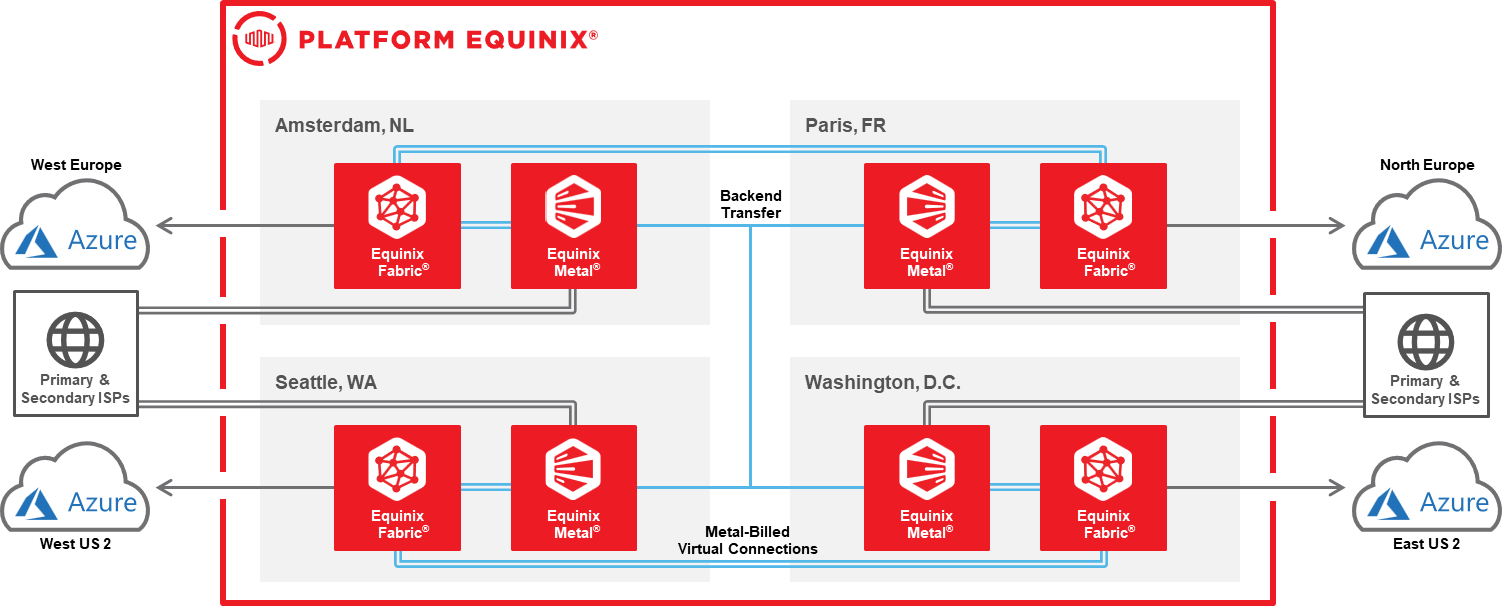 PLATFORM EQUINIX®
Amsterdam, NL
Paris, FR
West Europe
North Europe
Backend
Transfer
Azure
Equinix
Fabric®
Equinix
Metal®
Equinix
Metal®
Equinix
Fabric®
Azure
Primary &
Secondary ISPs
Primary &
Secondary ISPs
Seattle, WA
Washington, D.C.
Azure
Equinix
Fabric®
Equinix
Metal®
Equinix
Metal®
Equinix
Fabric®
Azure
West US 2
Metal-Billed
Virtual Connections
East US 2